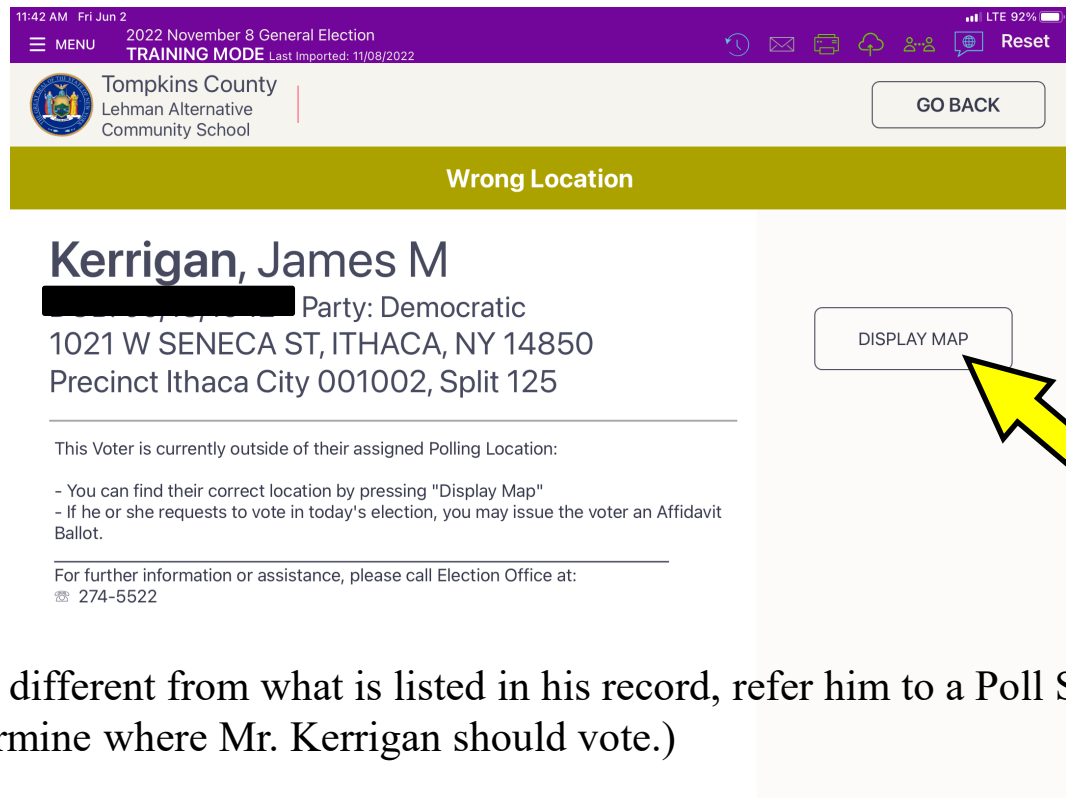 11:42 AM Fri Jun 2
LTE 92%
MENU
2022 November 8 General Election
TRAINING MODE Last Imported: 11/08/2022
Reset
Tompkins County
Lehman Alternative
Community School
GO BACK
Wrong Location
Kerrigan, James M
Party: Democratic
1021 W SENECA ST, ITHACA, NY 14850
Precinct Ithaca City 001002, Split 125
DISPLAY MAP
This Voter is currently outside of their assigned Polling Location:
- You can find their correct location by pressing "Display Map"
- If he or she requests to vote in today's election, you may issue the voter an Affidavit
Ballot.
For further information or assistance, please call Election Office at:
☏ 274-5522
different from what is listed in his record, refer him to a Poll S
rmine where Mr. Kerrigan should vote.)